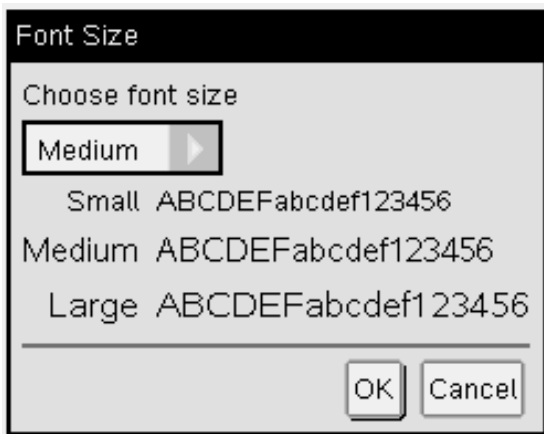 Font Size
Choose font size
Medium
Small ABCDEFabcdef123456
Medium ABCDEFabcdef123456
Large ABCDEFabcdef123456
OK Cancel